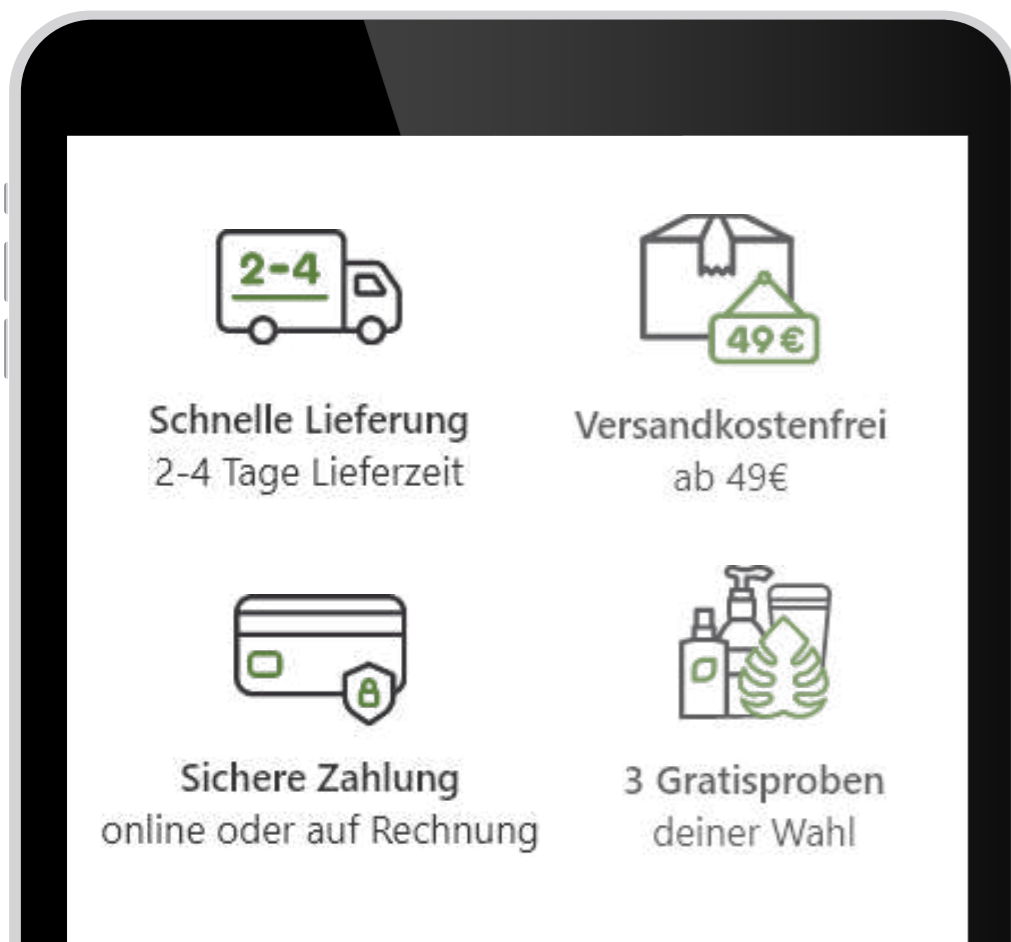 2-4
Schnelle Lieferung
2-4 Tage Lieferzeit
49 €
Versandkostenfrei
ab 49€
Sichere Zahlung
online oder auf Rechnung
3 Gratisproben
deiner Wahl